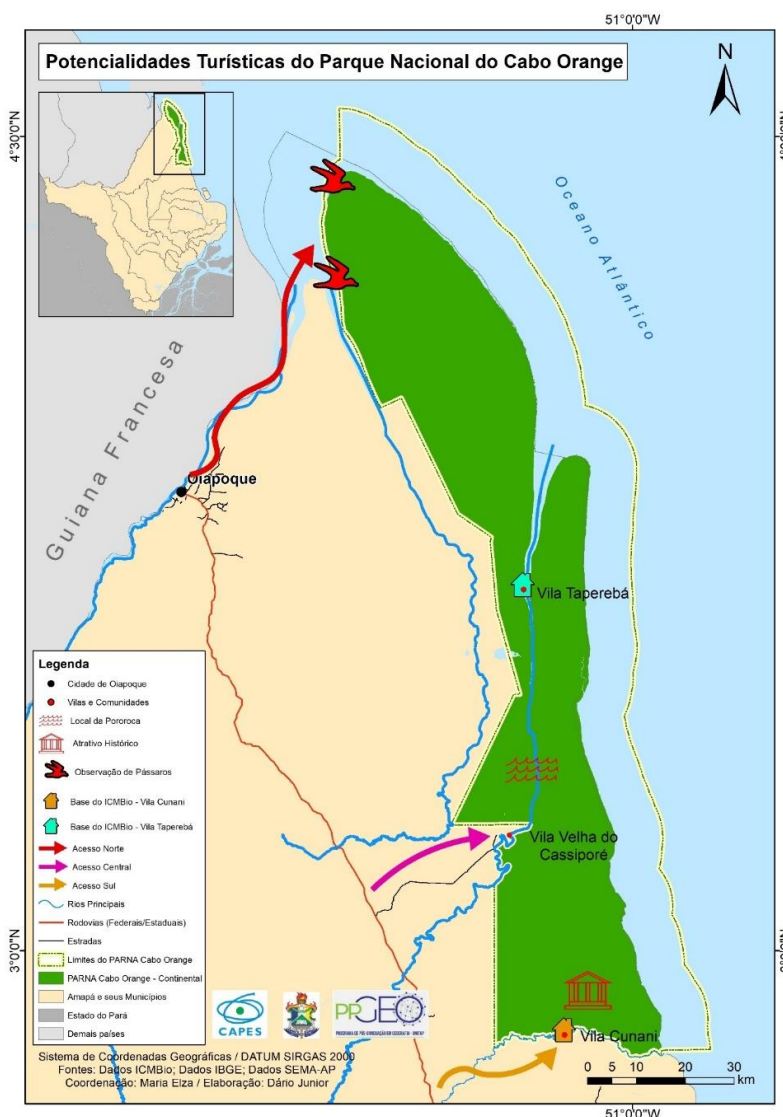 51°0'0"W
Potencialidades Turísticas do Parque Nacional do Cabo Orange
N
4°30'0"N
Oceano Atlântico
Guiana Francesa
Oiapoque
Vila Taperebá
Legenda
Cidade de Oiapoque
Vilas e Comunidades
Local da Pororoca
Atrativo Histórico
Observação de Pássaros
Base do ICMBio - Vila Cunani
Base do ICMBio - Vila Taperebá
Acesso Norte
Acesso Central
Acesso Sul
Rios Principais
Rodovias (Federais/Estaduais)
Estradas
Limites do PARNA Cabo Orange
PARNA Cabo Orange - Continental
Amapá e seus Municípios
Estado do Pará
Demais países
Vila Velha do
Cassiporé
3°0'0"N
CAPES
PPGEO
Vila Cunani
Sistema de Coordenadas Geográficas / DATUM SIRGAS 2000
Fontes: Dados ICMBio; Dados IBGE; Dados SEMA-AP
Coordenação: Maria Elza / Elaboração: Dário Junior
0 5 10 20 30
km
51°0'0"W